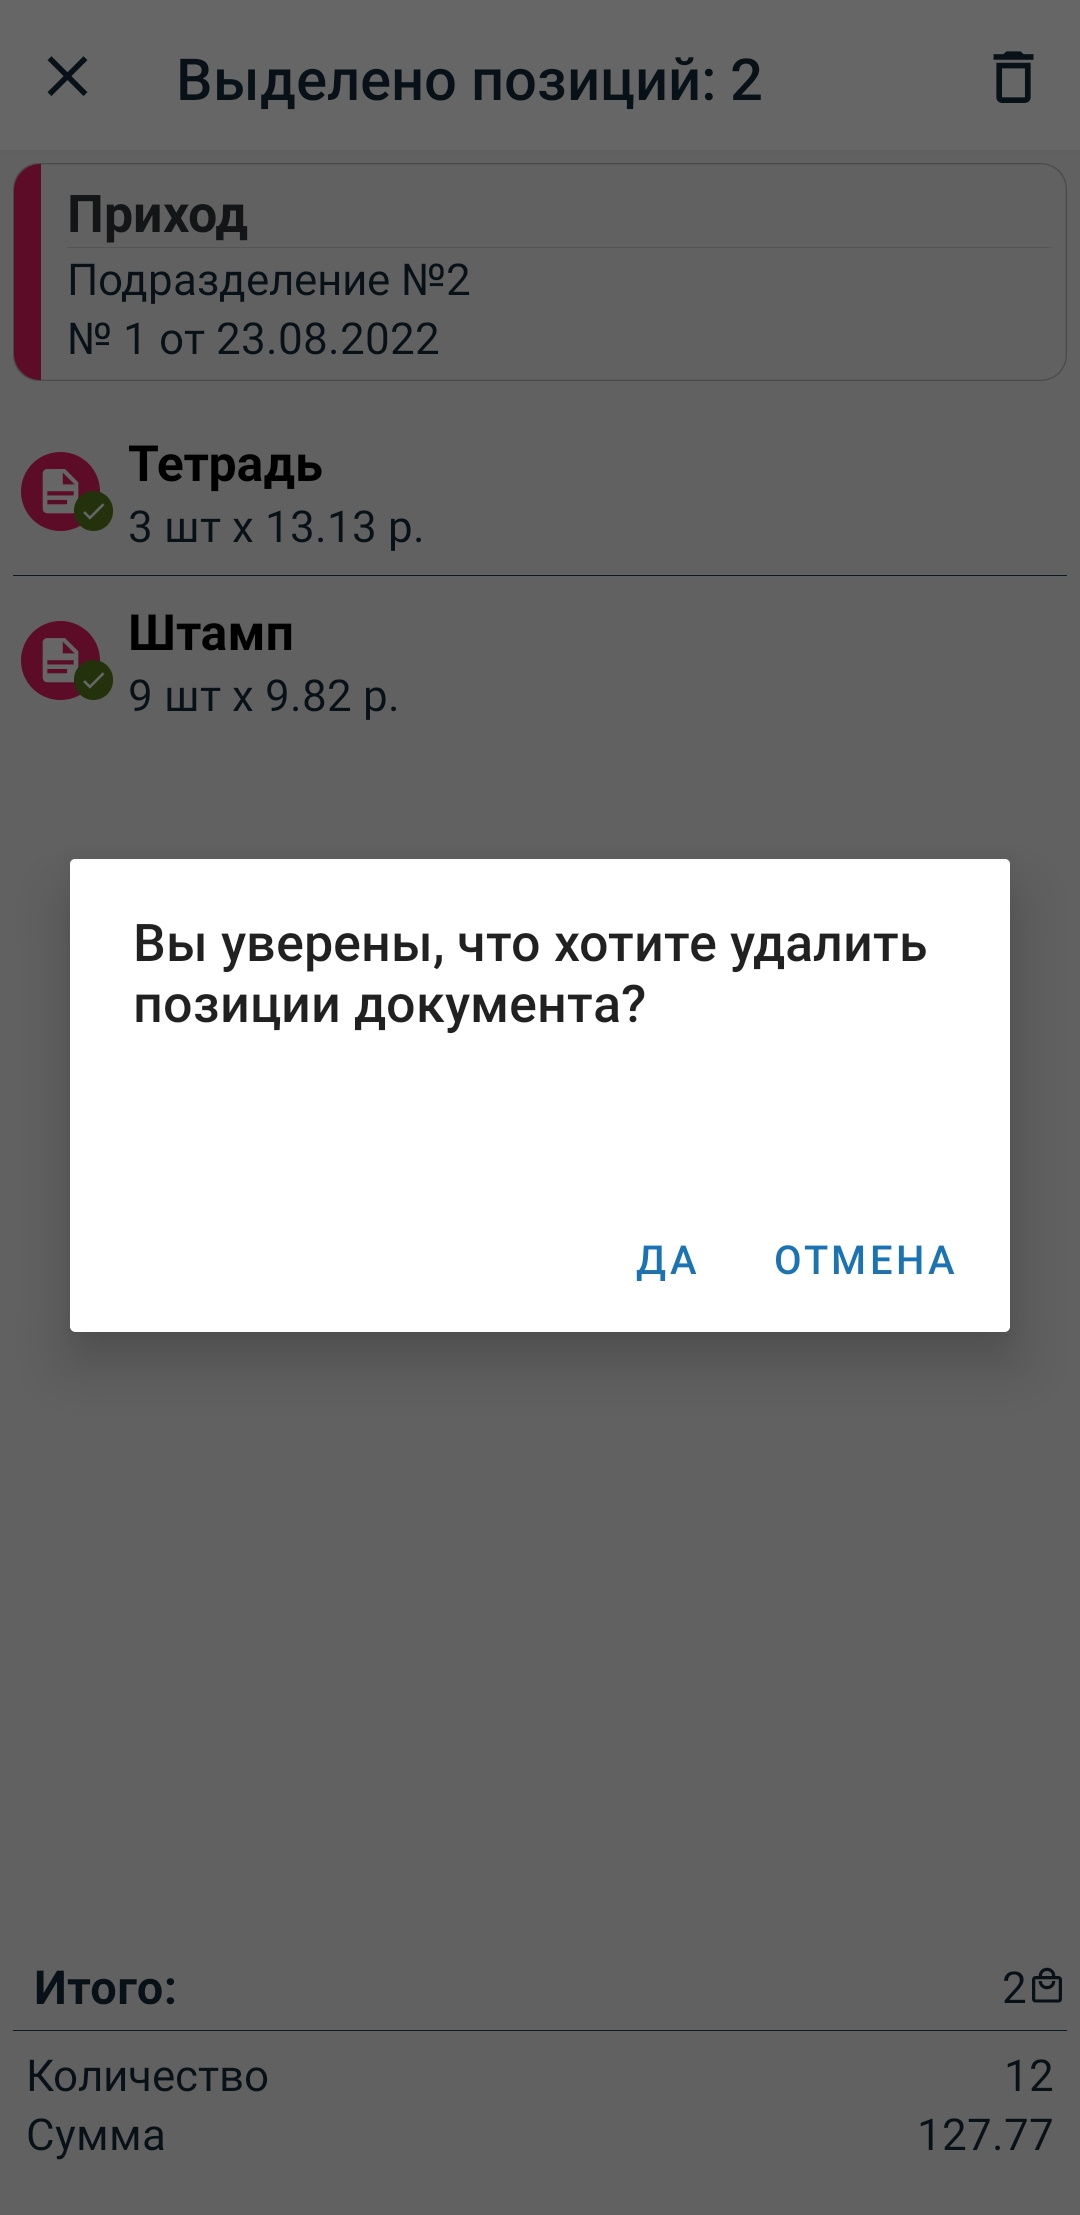 Выделено позиций: 2
Приход
Подразделение №2
№ 1 от 23.08.2022
Тетрадь
3 шт x 13.13 р.
Штамп
9 шт x 9.82 р.
Вы уверены, что хотите удалить
позиции документа?
ДА ОТМЕНА
Итого: 2
Количество 12
Сумма 127.77